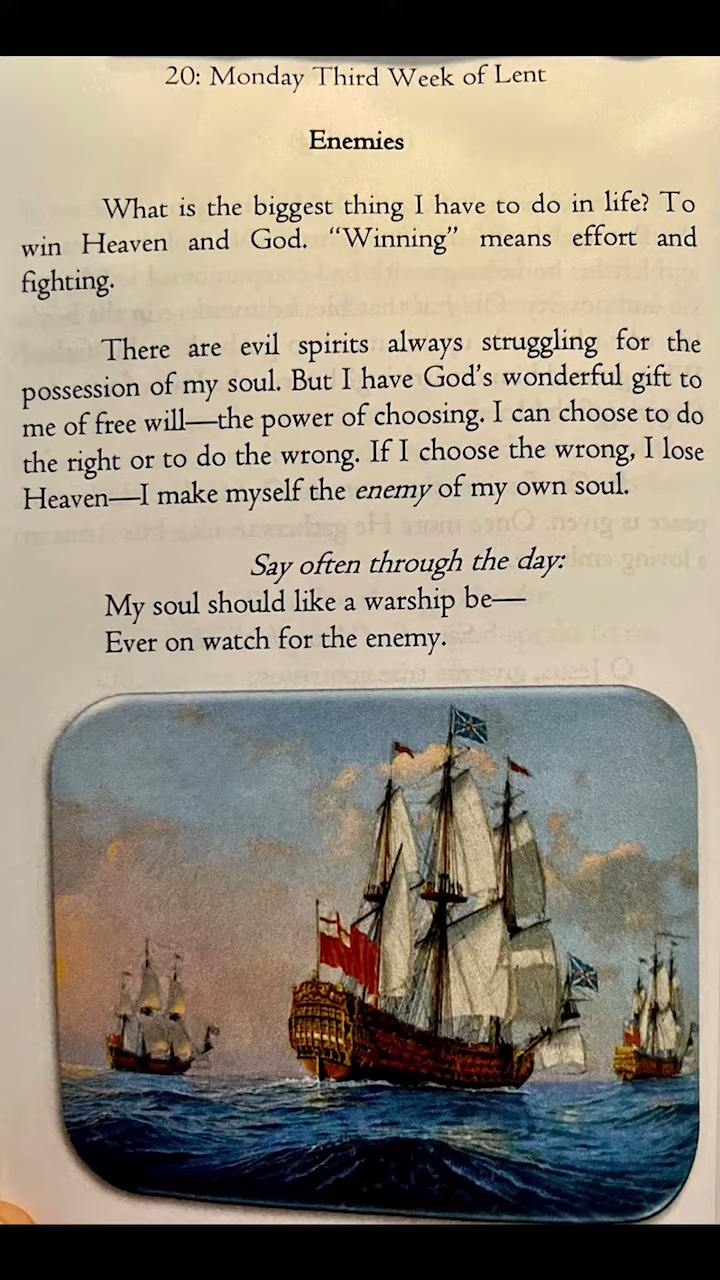 20: Monday Third Week of Lent
Enemies
What is the biggest thing I have to do in life? To
win Heaven and God. “Winning” means effort and
fighting.
There are evil spirits always struggling for the
possession of my soul. But I have God’s wonderful gift to
me of free will—the power of choosing. I can choose to do
the right or to do the wrong. If I choose the wrong, I lose
Heaven—I make myself the enemy of my own soul.
Say often through the day:
My soul should like a warship be—
Ever on watch for the enemy.